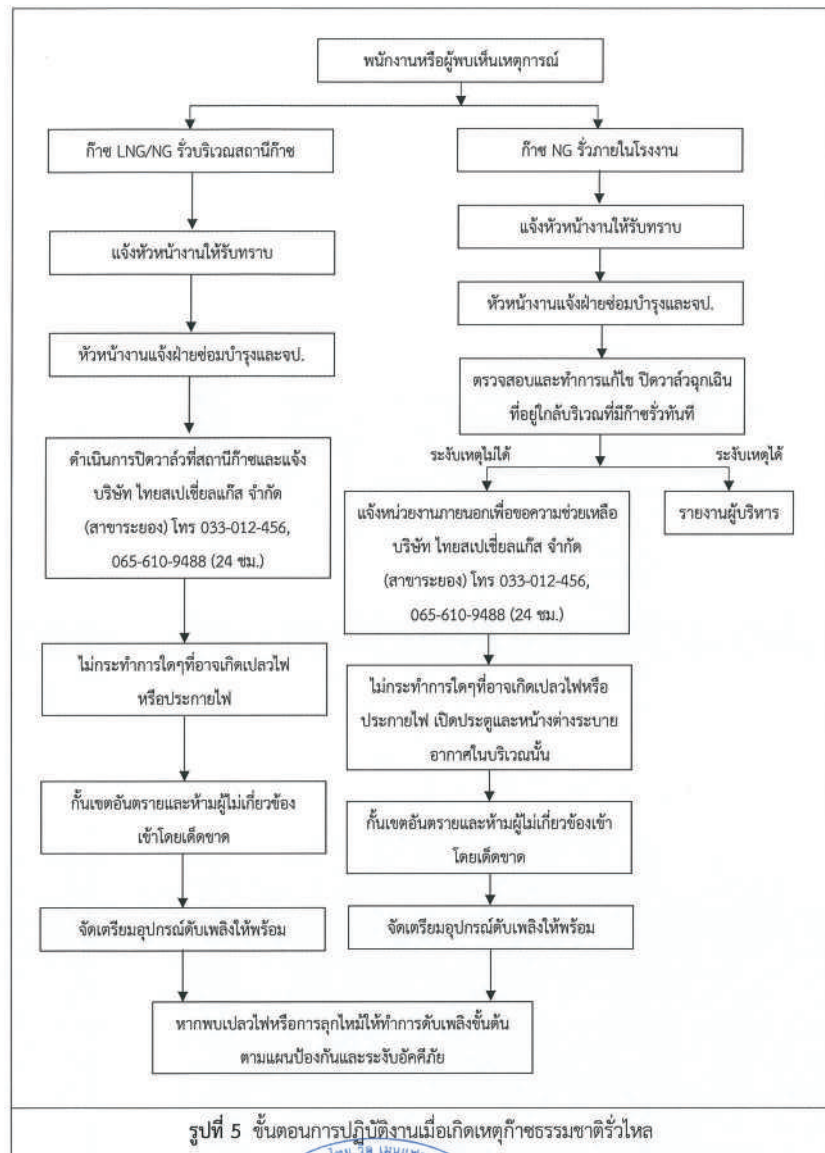 พนักงานหรือผู้พบเห็นเหตุการณ์
ก๊าซ LNG/NG รั่วบริเวณสถานีก๊าซ
แจ้งหัวหน้างานให้รับทราบ
หัวหน้างานแจ้งฝ่ายซ่อมบำรุงและจป.
ดำเนินการปิดวาล์วที่สถานีก๊าซและแจ้ง
บริษัท ไทยสเปเชี่ยลแก๊ส จำกัด
(สาขาระยอง) โทร 033-012-456,
065-610-9488 (24 ชม.)
ไม่กระทำการใดๆที่อาจเกิดเปลวไฟ
หรือประกายไฟ
กั้นเขตอันตรายและห้ามผู้ไม่เกี่ยวข้อง
เข้าโดยเด็ดขาด
จัดเตรียมอุปกรณ์ดับเพลิงให้พร้อม
ก๊าซ NG รั่วภายในโรงงาน
แจ้งหัวหน้างานให้รับทราบ
หัวหน้างานแจ้งฝ่ายซ่อมบำรุงและจป.
ตรวจสอบและทำการแก้ไข ปิดวาล์วฉุกเฉิน
ที่อยู่ใกล้บริเวณที่มีก๊าซรั่วทันที
ระงับเหตุไม่ได้
ระงับเหตุได้
แจ้งหน่วยงานภายนอกเพื่อขอความช่วยเหลือ
บริษัท ไทยสเปเชี่ยลแก๊ส จำกัด
(สาขาระยอง) โทร 033-012-456,
065-610-9488 (24 ชม.)
รายงานผู้บริหาร
ไม่กระทำการใดๆที่อาจเกิดเปลวไฟหรือ
ประกายไฟ เปิดประตูและหน้างต่างระบาย
อากาศในบริเวณนั้น
กั้นเขตอันตรายและห้ามผู้ไม่เกี่ยวข้องเข้า
โดยเด็ดขาด
จัดเตรียมอุปกรณ์ดับเพลิงให้พร้อม
หากพบเปลวไฟหรือการลุกไหม้ให้ทำการดับเพลิงขั้นต้น
ตามแผนป้องกันและระงับอัคคีภัย
รูปที่ 5 ขั้นตอนการปฏิบัติงานเมื่อเกิดเหตุก๊าซธรรมชาติรั่วไหล